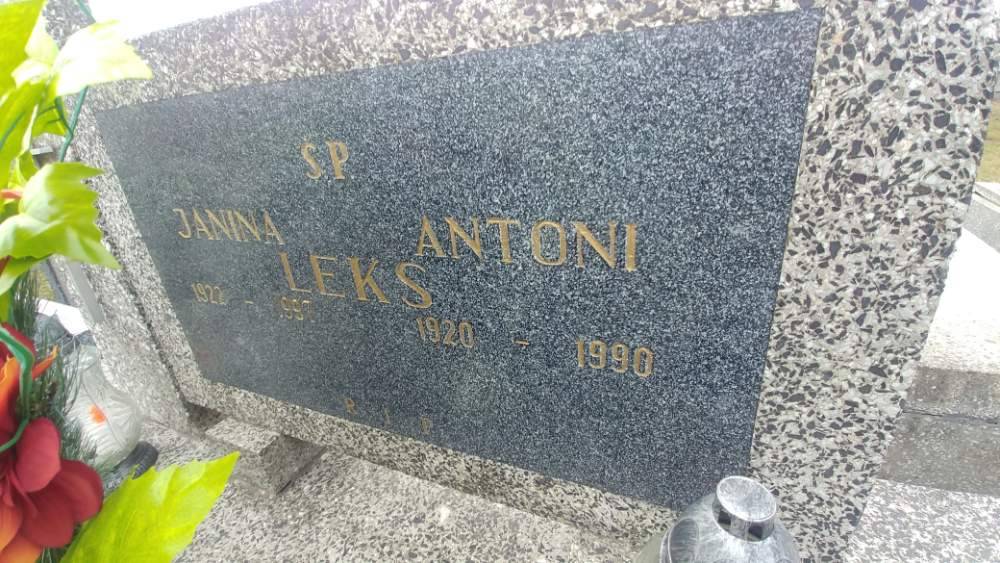 SP
JANINA ANTONI
LEKS
1922 - 1920 - 1990
R I P